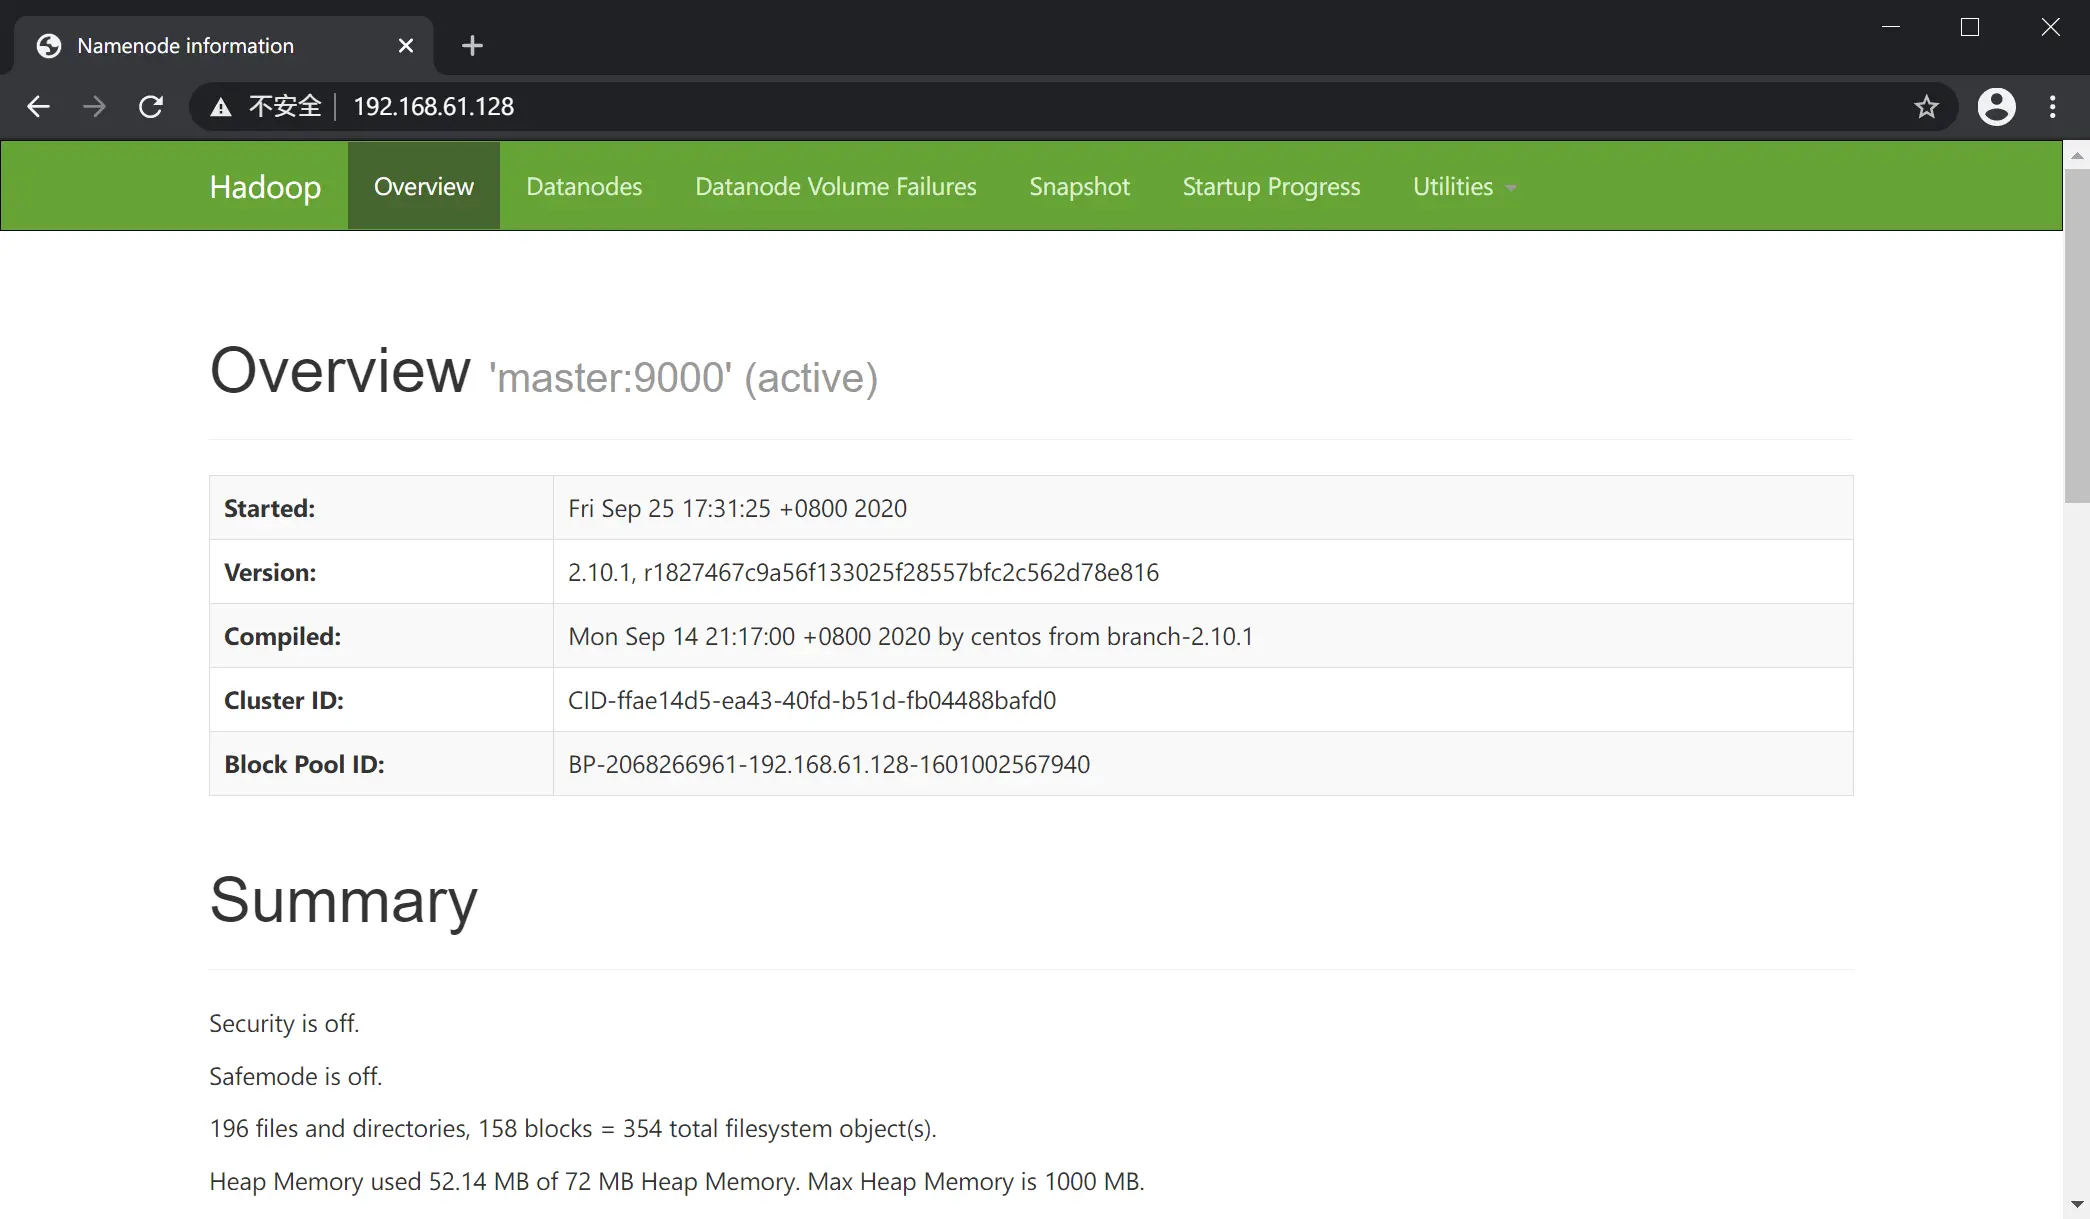 Namenode information
不安全 192.168.61.128
Hadoop Overview Datanodes Datanode Volume Failures Snapshot Startup Progress Utilities
Overview 'master:9000' (active)
Started: Fri Sep 25 17:31:25 +0800 2020
Version: 2.10.1, r1827467c9a56f133025f28557bfc2c562d78e816
Compiled: Mon Sep 14 21:17:00 +0800 2020 by centos from branch-2.10.1
Cluster ID: CID-ffae14d5-ea43-40fd-b51d-fb04488bafd0
Block Pool ID: BP-2068266961-192.168.61.128-1601002567940
Summary
Security is off.
Safemode is off.
196 files and directories, 158 blocks = 354 total filesystem object(s).
Heap Memory used 52.14 MB of 72 MB Heap Memory. Max Heap Memory is 1000 MB.